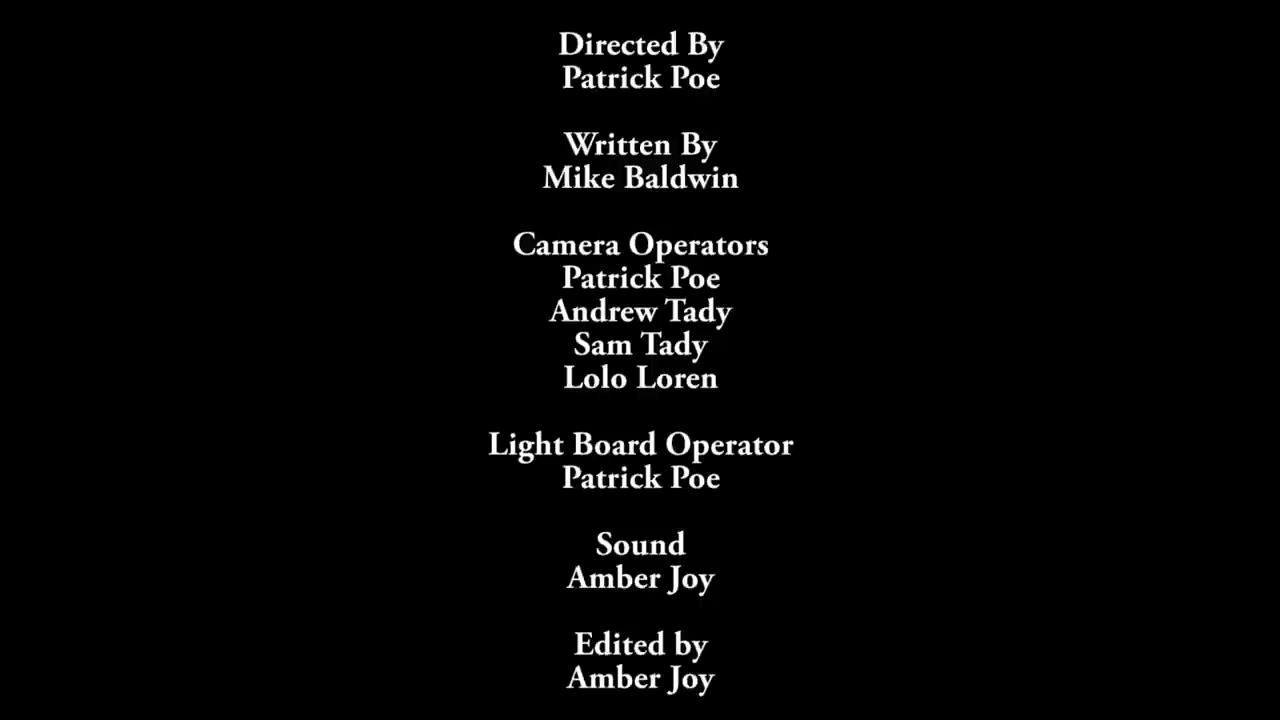 Directed By
Patrick Poe
Written By
Mike Baldwin
Camera Operators
Patrick Poe
Andrew Tady
Sam Tady
Lolo Loren
Light Board Operator
Patrick Poe
Sound
Amber Joy
Edited by
Amber Joy